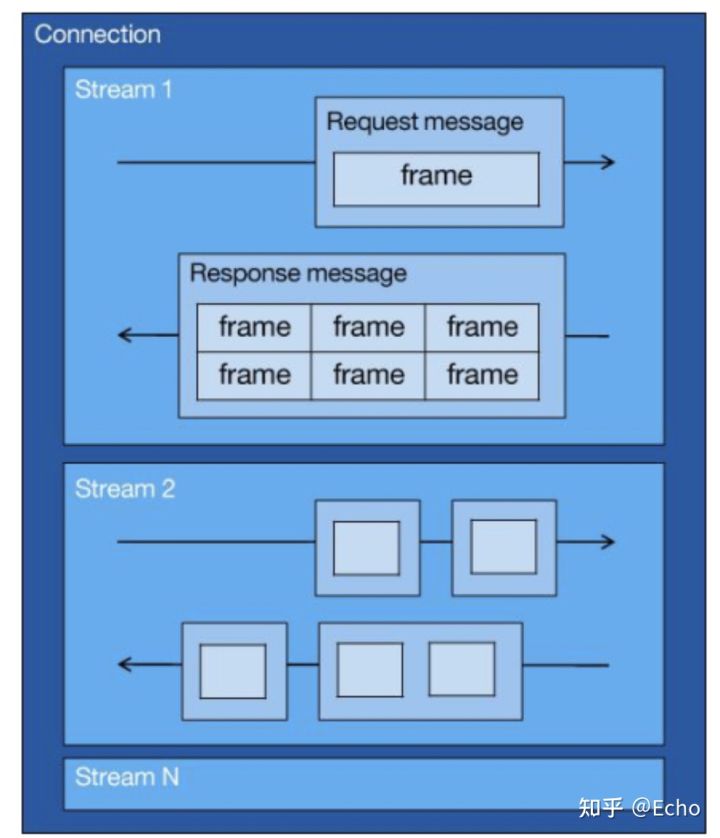 Connection
Stream 1
Request message
frame
Response message
frame frame frame
frame frame frame
Stream 2
Stream N
知乎 @Echo